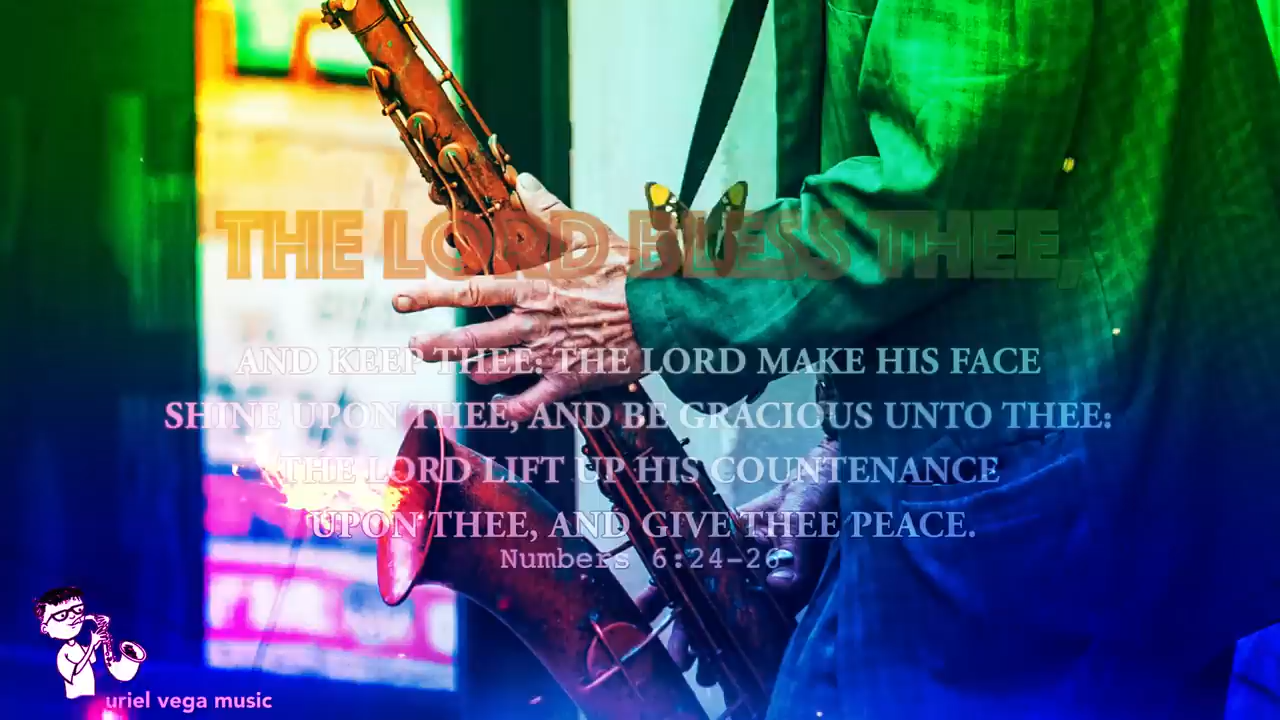 THE LORD BLESS THEE,
AND KEEP THEE: THE LORD MAKE HIS FACE
SHINE UPON THEE, AND BE GRACIOUS UNTO THEE:
THE LORD LIFT UP HIS COUNTENANCE
UPON THEE, AND GIVE THEE PEACE.
Numbers 6:24-26
uriel vega music